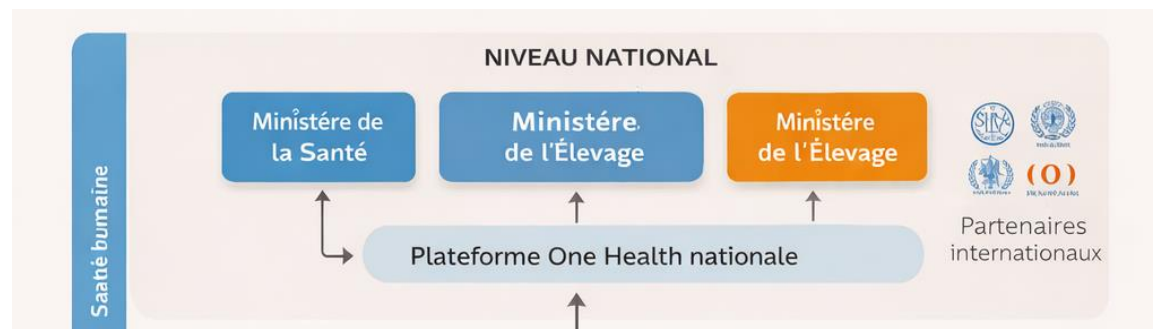 NIVEAU NATIONAL
Ministére de
la Santé
Ministére.
de l'Élevage
Ministére
de l'Élevage
Plateforme One Health nationale
Partenaires
internationaux
Saatné bumaine